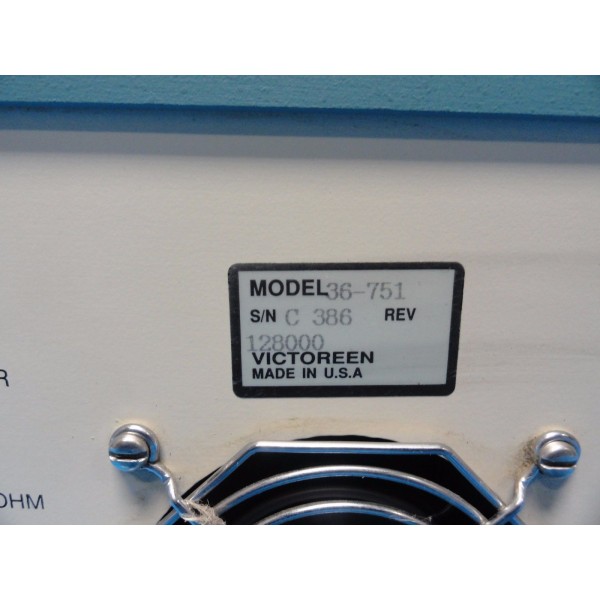 MODEL 36-751
S/N C 386 REV
128000
VICTOREEN
MADE IN U.S.A
R
OHM